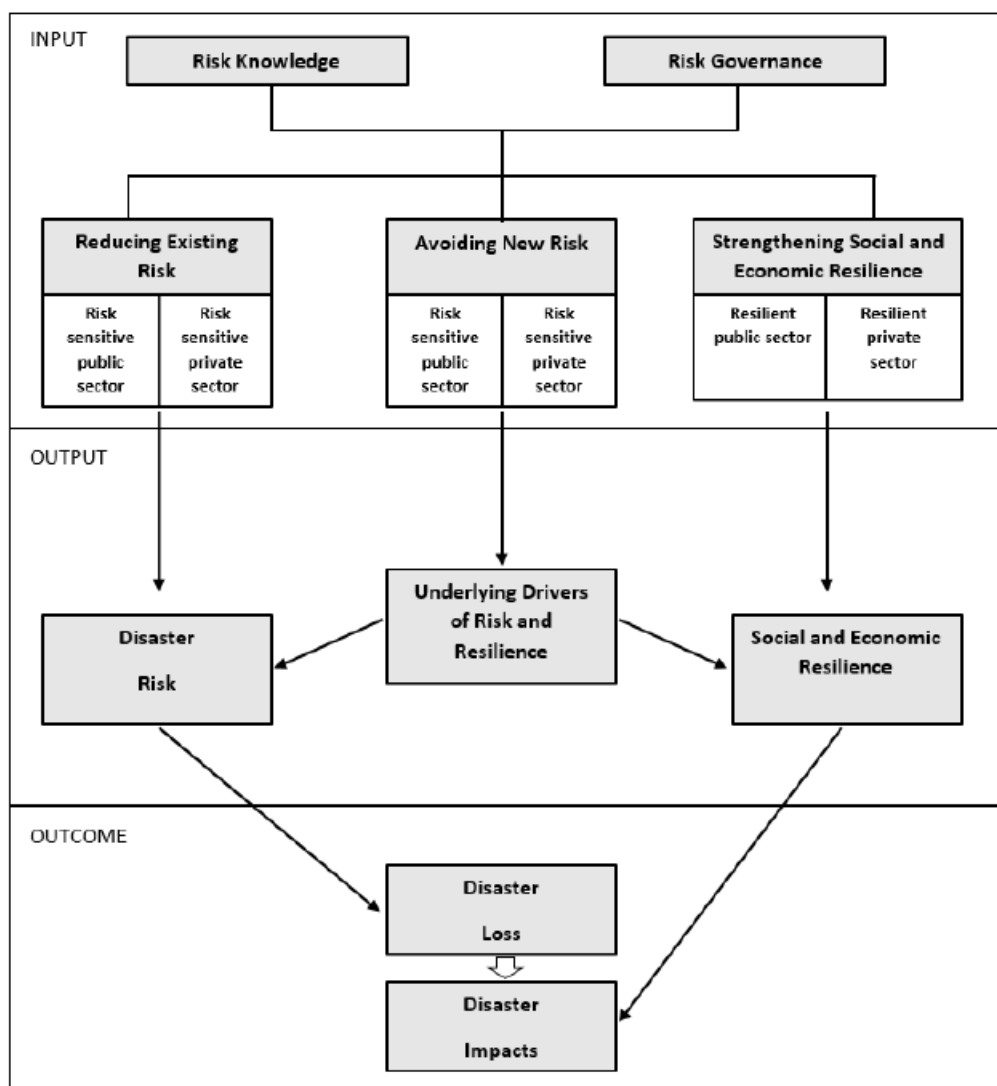 INPUT
Risk Knowledge
Risk Governance
Reducing Existing
Risk
Risk
sensitive
public
sector
Risk
sensitive
private
sector
Avoiding New Risk
Risk
sensitive
public
sector
Risk
sensitive
private
sector
Strengthening Social and
Economic Resilience
Resilient
public sector
Resilient
private
sector
OUTPUT
Disaster
Risk
Underlying Drivers
of Risk and
Resilience
Social and Economic
Resilience
OUTCOME
Disaster
Loss
Disaster
Impacts